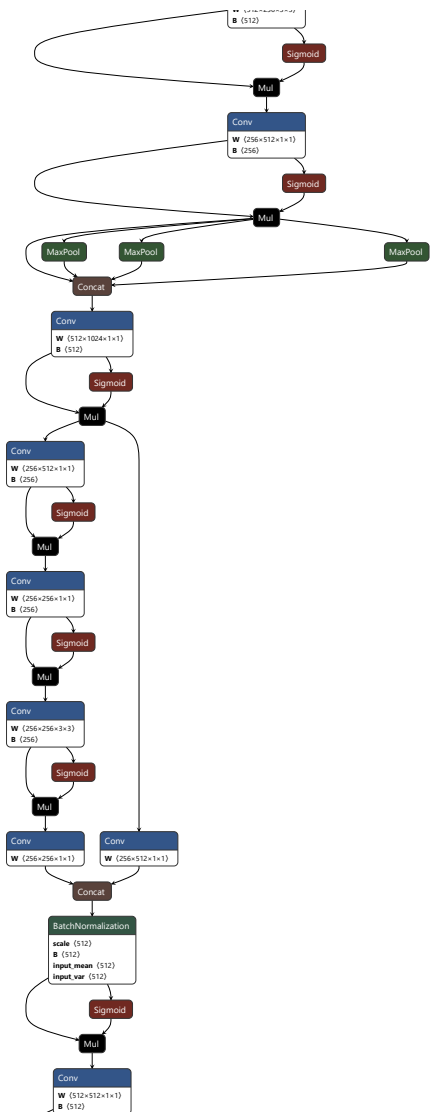 B ⟨512⟩
Sigmoid
Mul
Conv
W ⟨256×512×1×1⟩
B ⟨256⟩
Sigmoid
Mul
MaxPool MaxPool MaxPool
Concat
Conv
W ⟨512×1024×1×1⟩
B ⟨512⟩
Sigmoid
Mul
Conv
W ⟨256×512×1×1⟩
B ⟨256⟩
Sigmoid
Mul
Conv
W ⟨256×256×1×1⟩
B ⟨256⟩
Sigmoid
Mul
Conv
W ⟨256×256×3×3⟩
B ⟨256⟩
Sigmoid
Mul
Conv Conv
W ⟨256×256×1×1⟩ W ⟨256×512×1×1⟩
Concat
BatchNormalization
scale ⟨512⟩
B ⟨512⟩
input_mean ⟨512⟩
input_var ⟨512⟩
Sigmoid
Mul
Conv
W ⟨512×512×1×1⟩
B ⟨512⟩